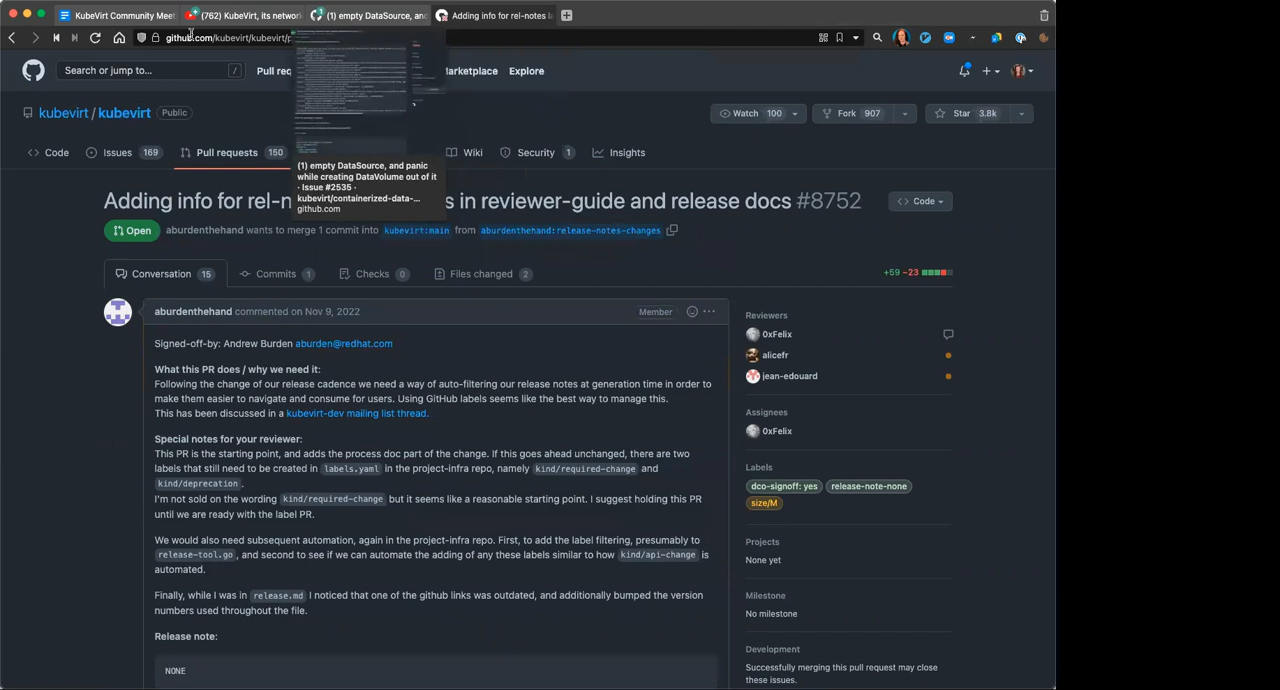 KubeVirt Community Meet
(762) KubeVirt, its networ
(1) empty DataSource, an
Adding info for rel-notes la
github.com/kubevirt/kubevirt/p
Search or jump to...
/
Pull req
arketplace
Explore
kubevirt / kubevirt
Public
Watch 100
Fork 907
Star 3.8k
Code
Issues 169
Pull requests 150
Wiki
Security 1
Insights
(1) empty DataSource, and panic
while creating DataVolume out of it
· Issue #2535 ·
kubevirt/containerized-data-...
github.com
Adding info for rel-n
s in reviewer-guide and release docs #8752
Code
Open
aburdenthehand wants to merge 1 commit into kubevirt:main from aburdenthehand:release-notes-changes
Conversation 15
Commits 1
Checks 0
Files changed 2
+59 −23
aburdenthehand commented on Nov 9, 2022
Member
Signed-off-by: Andrew Burden aburden@redhat.com
What this PR does / why we need it:
Following the change of our release cadence we need a way of auto-filtering our release notes at generation time in order to
make them easier to navigate and consume for users. Using GitHub labels seems like the best way to manage this.
This has been discussed in a kubevirt-dev mailing list thread.
Special notes for your reviewer:
This PR is the starting point, and adds the process doc part of the change. If this goes ahead unchanged, there are two
labels that still need to be created in labels.yaml in the project-infra repo, namely kind/required-change and
kind/deprecation.
I'm not sold on the wording kind/required-change but it seems like a reasonable starting point. I suggest holding this PR
until we are ready with the label PR.
We would also need subsequent automation, again in the project-infra repo. First, to add the label filtering, presumably to
release-tool.go, and second to see if we can automate the adding of any these labels similar to how kind/api-change is
automated.
Finally, while I was in release.md I noticed that one of the github links was outdated, and additionally bumped the version
numbers used throughout the file.
Release note:
NONE
Reviewers
0xFelix
alicefr
jean-edouard
Assignees
0xFelix
Labels
dco-signoff: yes
release-note-none
size/M
Projects
None yet
Milestone
No milestone
Development
Successfully merging this pull request may close
these issues.